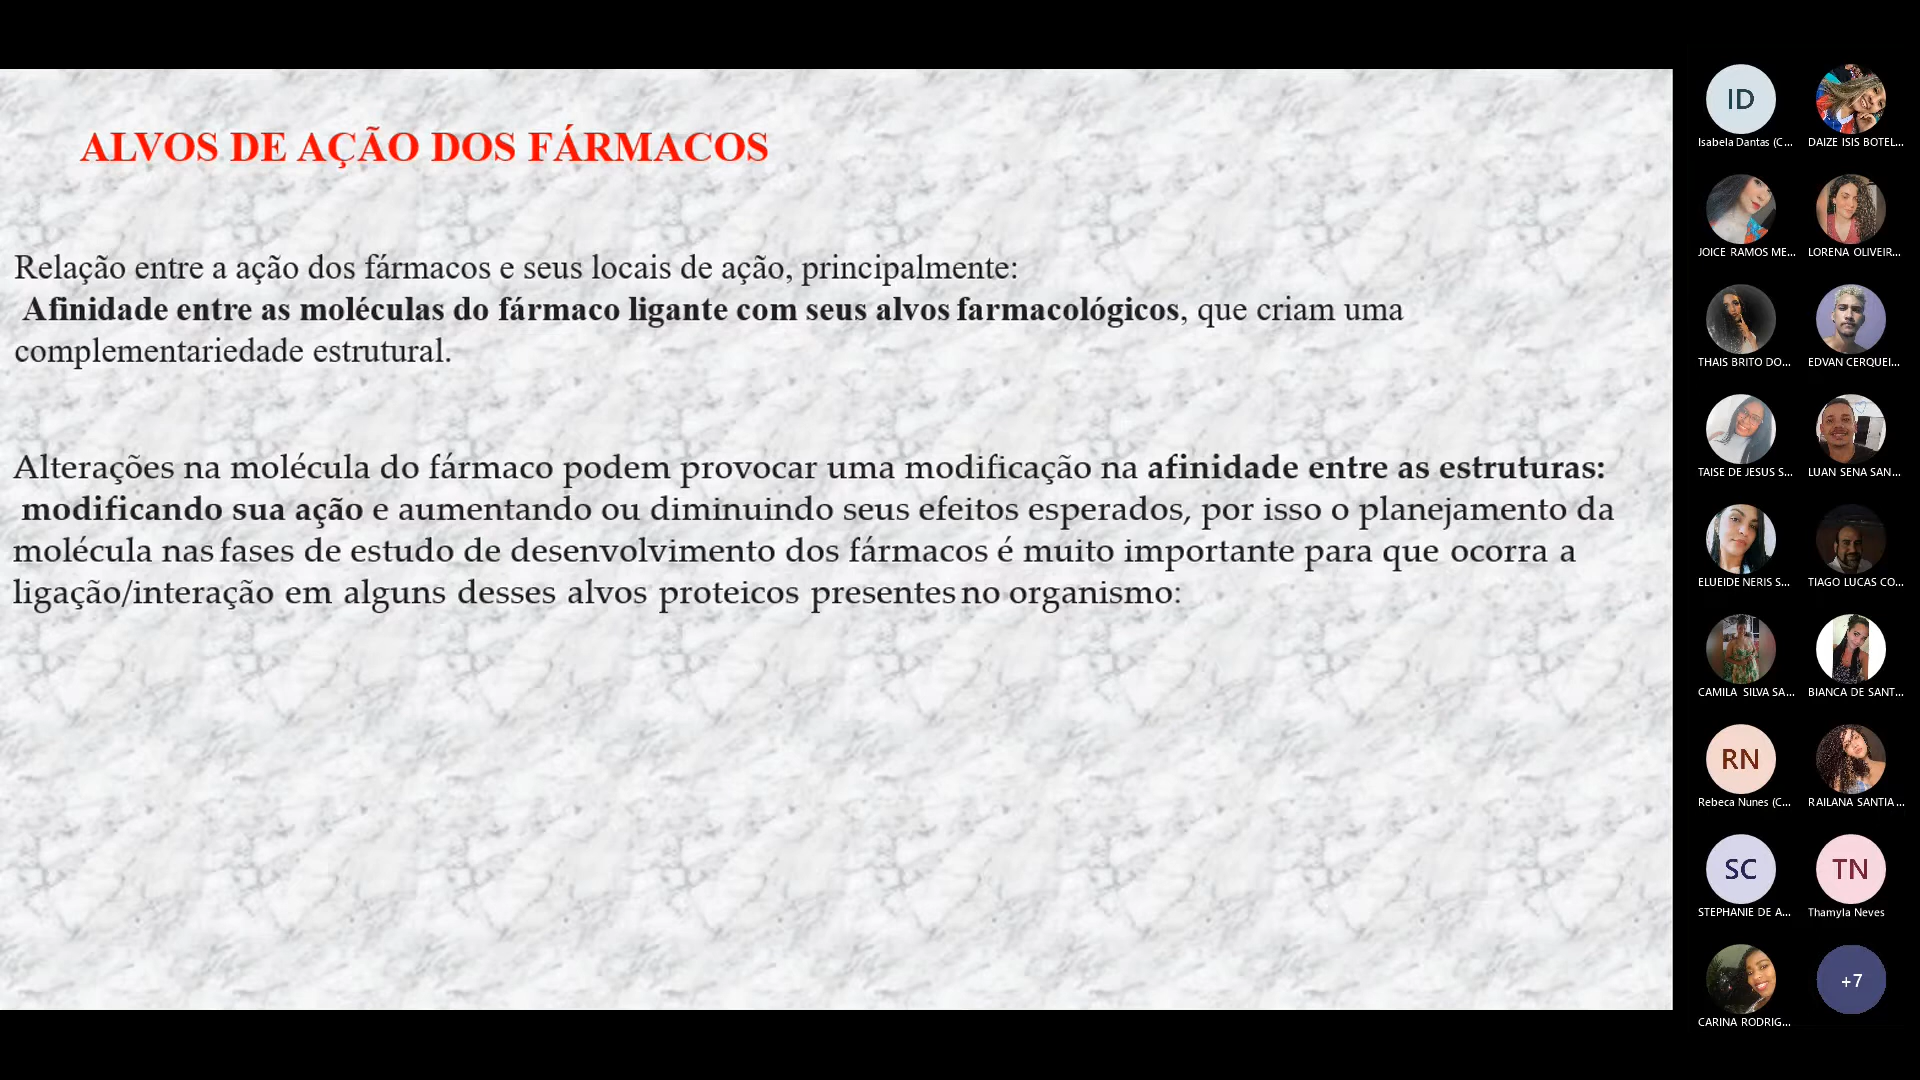 ALVOS DE AÇÃO DOS FÁRMACOS
Relação entre a ação dos fármacos e seus locais de ação, principalmente:
Afinidade entre as moléculas do fármaco ligante com seus alvos farmacológicos, que criam uma
complementariedade estrutural.
Alterações na molécula do fármaco podem provocar uma modificação na afinidade entre as estruturas:
modificando sua ação e aumentando ou diminuindo seus efeitos esperados, por isso o planejamento da
molécula nas fases de estudo de desenvolvimento dos fármacos é muito importante para que ocorra a
ligação/interação em alguns desses alvos proteicos presentes no organismo:
ID
Isabela Dantas (C...
DAIZE ISIS BOTEL...
JOICE RAMOS ME...
LORENA OLIVEIR...
THAIS BRITO DO...
EDVAN CERQUEI...
TAISE DE JESUS S...
LUAN SENA SAN...
ELUEIDE NERIS S...
TIAGO LUCAS CO...
CAMILA SILVA SA...
BIANCA DE SANT...
RN
Rebeca Nunes (C...
RAILANA SANTIA...
SC
TN
STEPHANIE DE A...
Thamyla Neves
CARINA RODRIG...
+7